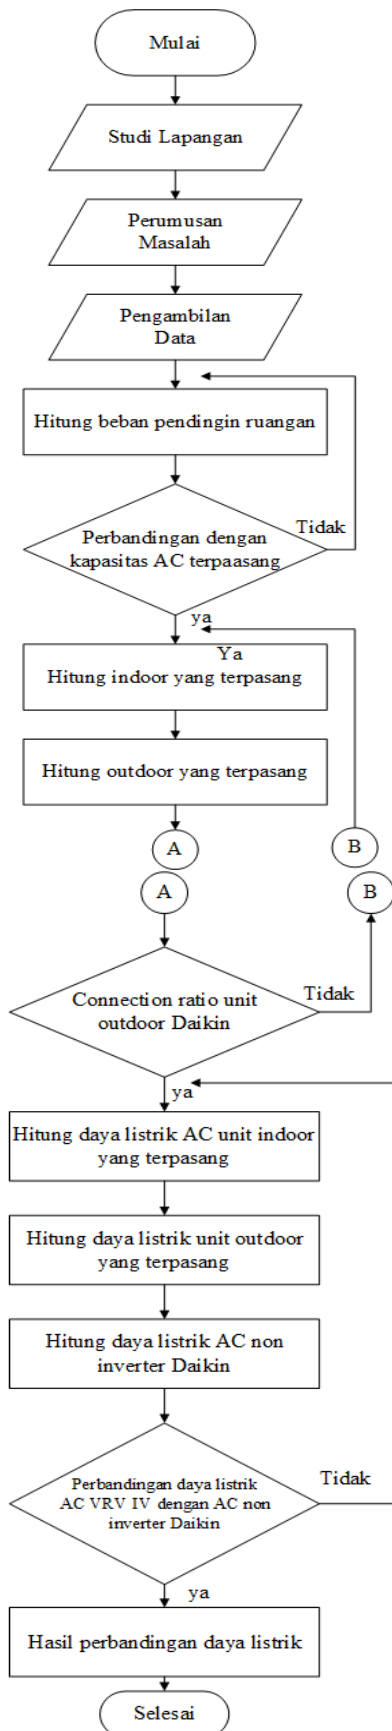 Mulai
Studi Lapangan
Perumusan
Masalah
Pengambilan
Data
Hitung beban pendingin ruangan
Perbandingan dengan
kapasitas AC terpaasang
Tidak
ya
Ya
Hitung indoor yang terpasang
Hitung outdoor yang terpasang
A
B
A
B
Connection ratio unit
outdoor Daikin
Tidak
ya
Hitung daya listrik AC unit indoor
yang terpasang
Hitung daya listrik unit outdoor
yang terpasang
Hitung daya listrik AC non
inverter Daikin
Perbandingan daya listrik
AC VRV IV dengan AC non
inverter Daikin
Tidak
ya
Hasil perbandingan daya listrik
Selesai